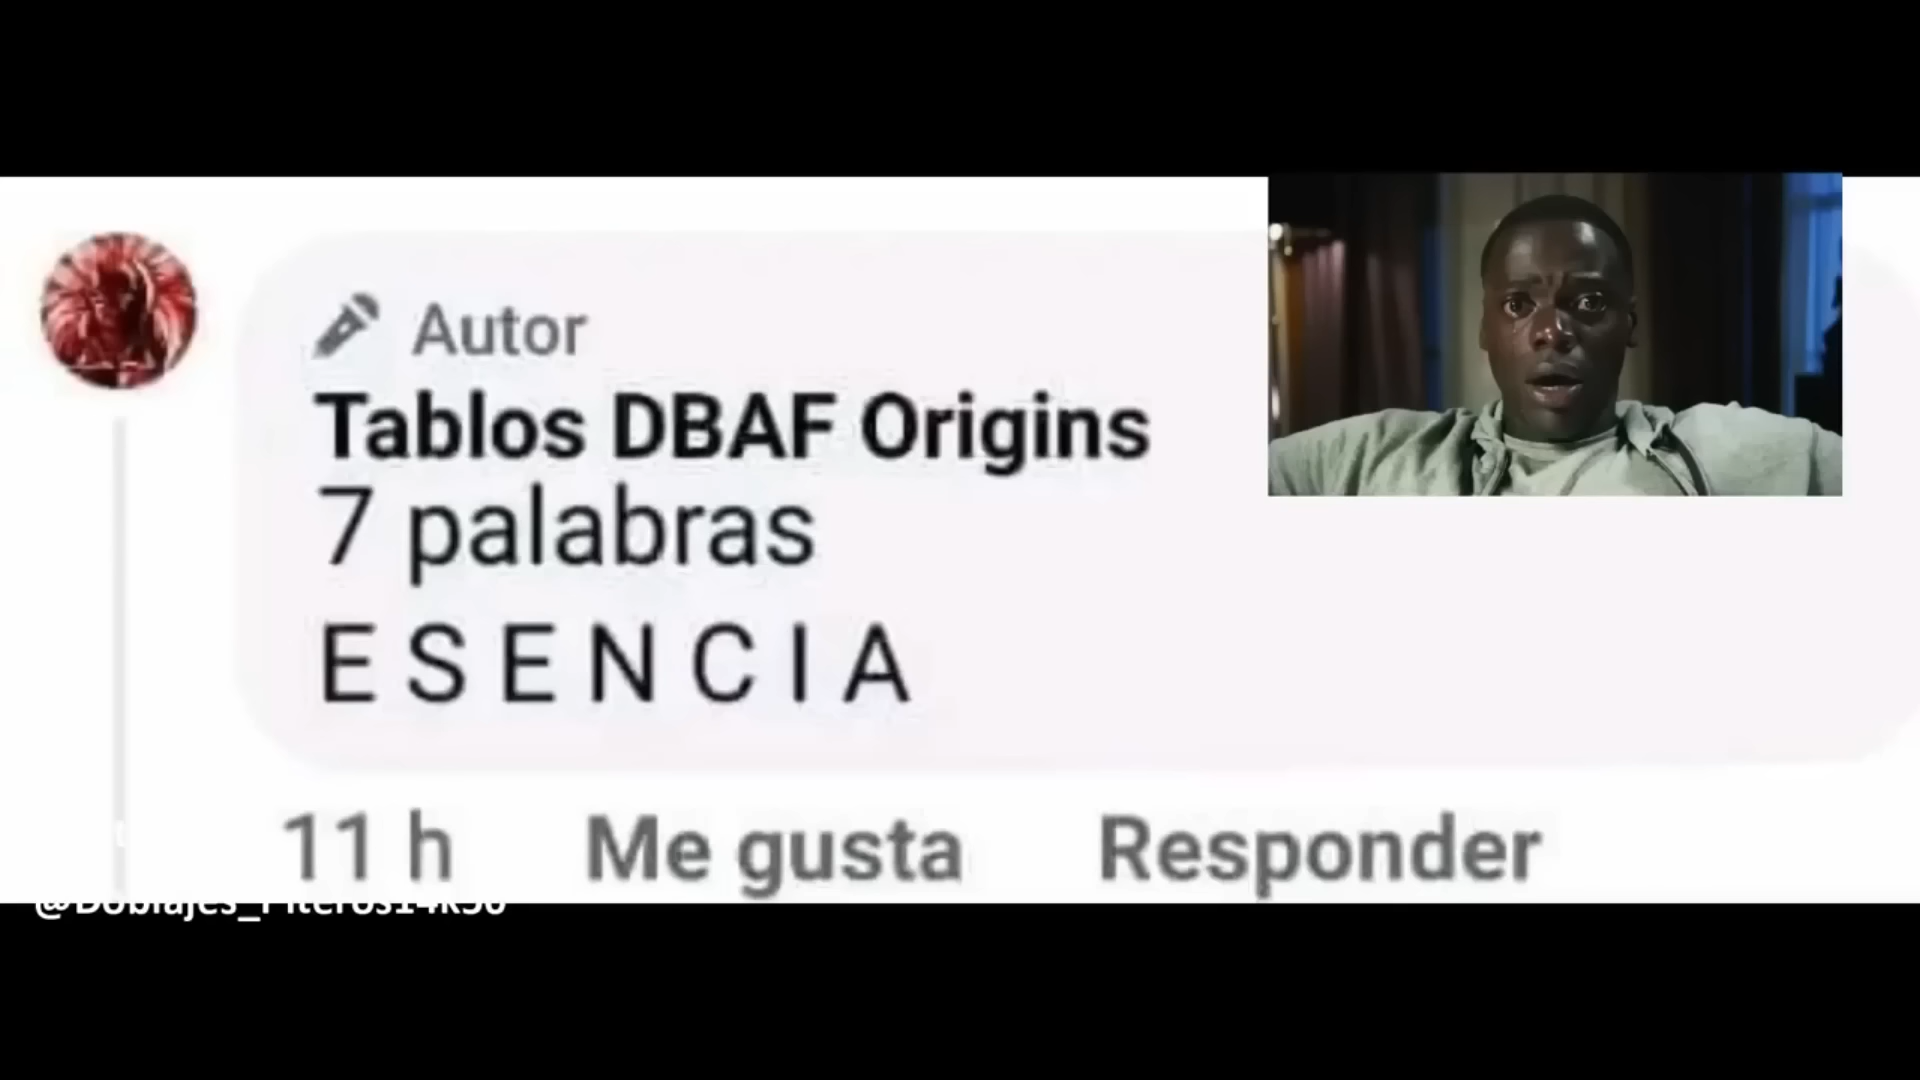 Autor
Tablos DBAF Origins
7 palabras
E S E N C I A
11 h Me gusta Responder